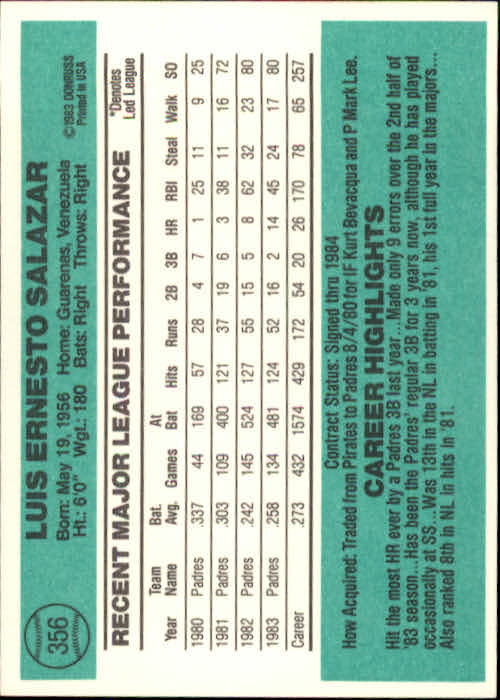 356
LUIS ERNESTO SALAZAR
©1983 DONRUSS
Printed in USA
Born: May 19, 1956 Home: Guarenas, Venezuela
Ht.: 6'0" Wgt.: 180 Bats: Right Throws: Right
RECENT MAJOR LEAGUE PERFORMANCE
*Denotes
Led League
Team Bat. At
Year Name Avg. Games Bat Hits Runs 2B 3B HR RBI Steal Walk SO
1980 Padres .337 44 169 57 28 4 7 1 25 11 9 25
1981 Padres .303 109 400 121 37 19 6 3 38 11 16 72
1982 Padres .242 145 524 127 55 15 5 8 62 32 23 80
1983 Padres .258 134 481 124 52 16 2 14 45 24 17 80
Career .273 432 1574 429 172 54 20 26 170 78 65 257
Contract Status: Signed thru 1984
How Acquired: Traded from Pirates to Padres 8/4/80 for IF Kurt Bevacqua and P Mark Lee.
CAREER HIGHLIGHTS
Hit the most HR ever by a Padres 3B last year...Made only 9 errors over the 2nd half of
'83 season...Has been the Padres' regular 3B for 3 years now, although he has played
occasionally at SS...Was 13th in the NL in batting in '81, his 1st full year in the majors...
Also ranked 8th in NL in hits in '81.